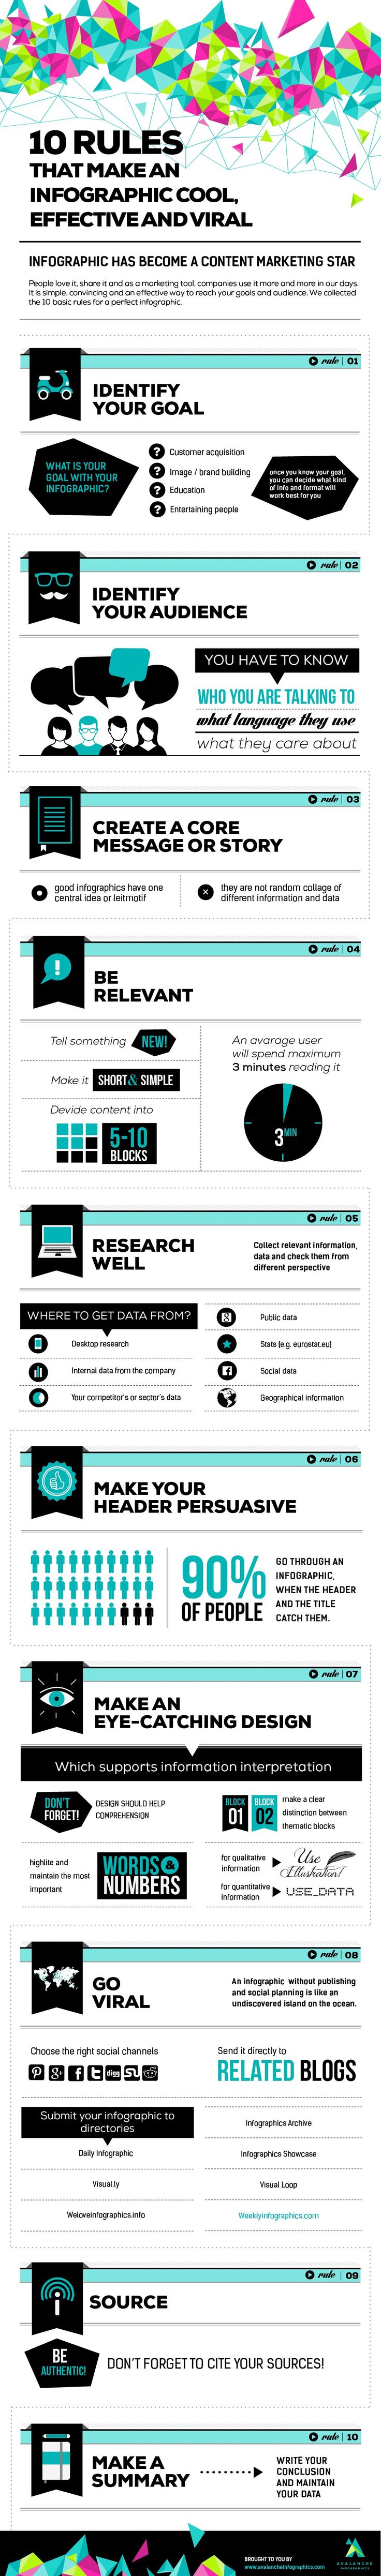 10 RULES
THAT MAKE AN
INFOGRAPHIC COOL,
EFFECTIVE AND VIRAL
INFOGRAPHIC HAS BECOME A CONTENT MARKETING STAR
People love it, share it and as a marketing tool, companies use it more and more in our days.
It is simple, convincing and an effective way to reach your goals and audience. We collected
the 10 basic rules for a perfect infographic.
rule | 01
IDENTIFY
YOUR GOAL
WHAT IS YOUR
GOAL WITH YOUR
INFOGRAPHIC?
? Customer acquisition
? Image / brand building
? Education
? Entertaining people
once you know your goal,
you can decide what kind
of info and format will
work best for you
rule | 02
IDENTIFY
YOUR AUDIENCE
YOU HAVE TO KNOW
WHO YOU ARE TALKING TO
what language they use
what they care about
rule | 03
CREATE A CORE
MESSAGE OR STORY
good infographics have one
central idea or leitmotif
they are not random collage of
different information and data
rule | 04
!
BE
RELEVANT
Tell something NEW!
Make it SHORT & SIMPLE
Devide content into
5-10
BLOCKS
An avarage user
will spend maximum
3 minutes reading it
3 MIN
rule | 05
RESEARCH
WELL
Collect relevant information,
data and check them from
different perspective
WHERE TO GET DATA FROM?
Desktop research
Internal data from the company
Your competitor's or sector's data
Public data
Stats (e.g. eurostat.eu)
Social data
Geographical information
rule | 06
MAKE YOUR
HEADER PERSUASIVE
90%
OF PEOPLE
GO THROUGH AN
INFOGRAPHIC,
WHEN THE HEADER
AND THE TITLE
CATCH THEM.
rule | 07
MAKE AN
EYE-CATCHING DESIGN
Which supports information interpretation
DON'T
FORGET!
DESIGN SHOULD HELP
COMPREHENSION
BLOCK
01
BLOCK
02
make a clear
distinction between
thematic blocks
highlite and
maintain the most
important
WORDS &
NUMBERS
for qualitative
information
Use
Illustration!
for quantitative
information
USE_DATA
rule | 08
GO
VIRAL
An infographic without publishing
and social planning is like an
undiscovered island on the ocean.
Choose the right social channels
digg
Send it directly to
RELATED BLOGS
Submit your infographic to
directories
Daily Infographic
Visual.ly
Weloveinfographics.info
Infographics Archive
Infographics Showcase
Visual Loop
Weeklyinfographics.com
rule | 09
SOURCE
BE
AUTHENTIC!
DON'T FORGET TO CITE YOUR SOURCES!
rule | 10
MAKE A
SUMMARY
WRITE YOUR
CONCLUSION
AND MAINTAIN
YOUR DATA
BROUGHT TO YOU BY
www.avalancheinfographics.com
AVALANCHE
INFOGRAPHICS